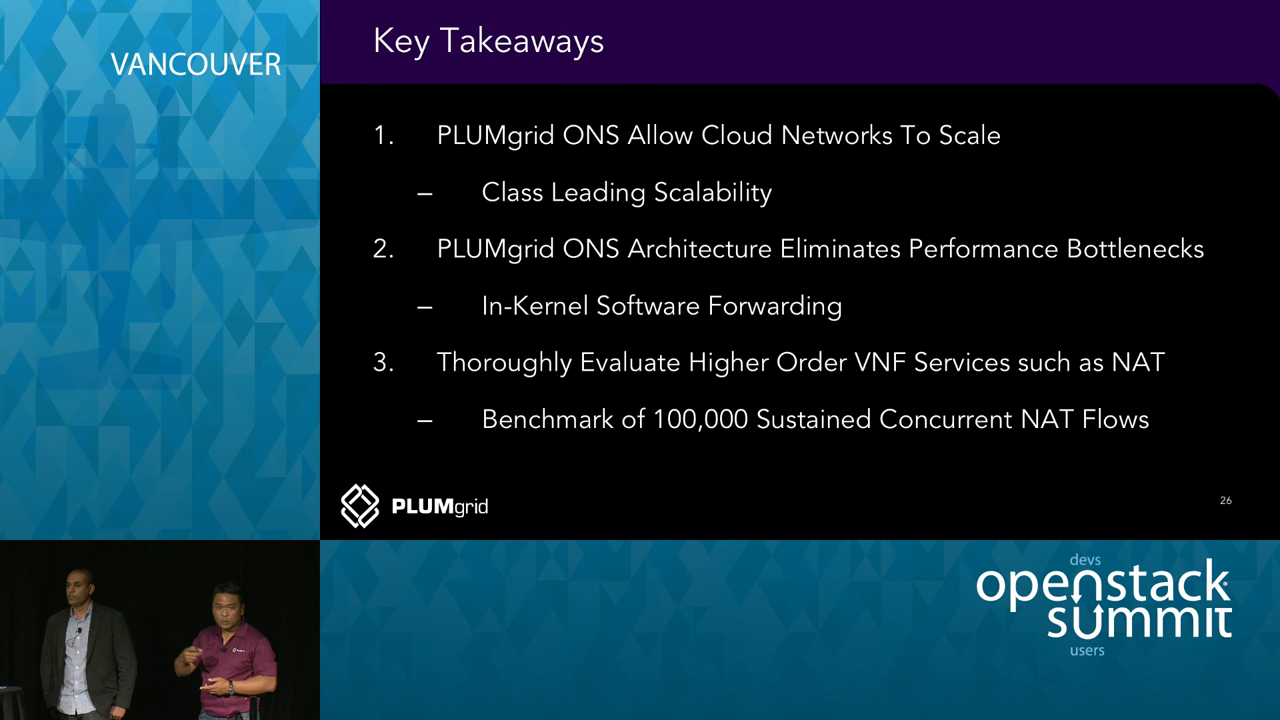 VANCOUVER
Key Takeaways
1. PLUMgrid ONS Allow Cloud Networks To Scale
– Class Leading Scalability
2. PLUMgrid ONS Architecture Eliminates Performance Bottlenecks
– In-Kernel Software Forwarding
3. Thoroughly Evaluate Higher Order VNF Services such as NAT
– Benchmark of 100,000 Sustained Concurrent NAT Flows
PLUMgrid
26
devs
openstack
summit
users